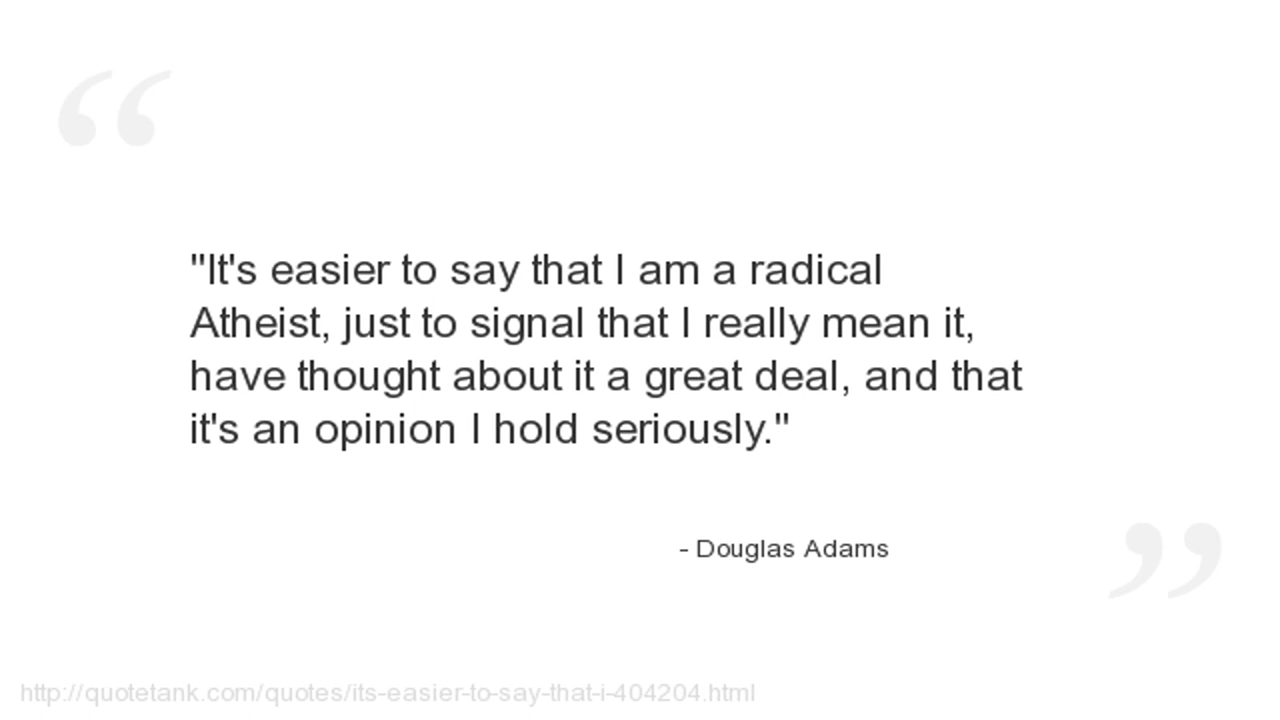 "It's easier to say that I am a radical
Atheist, just to signal that I really mean it,
have thought about it a great deal, and that
it's an opinion I hold seriously."
- Douglas Adams
http://quotetank.com/quotes/its-easier-to-say-that-i-404204.html